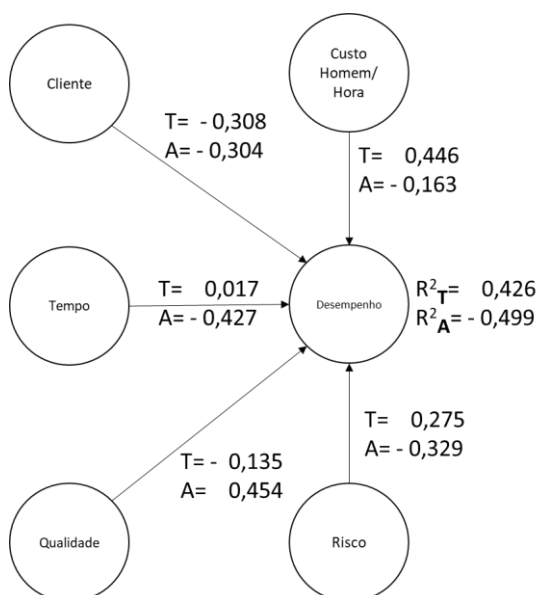 Cliente
Custo
Homem/
Hora
T= - 0,308
A= - 0,304
T= 0,446
A= - 0,163
Tempo
T= 0,017
A= - 0,427
Desempenho
R²T= 0,426
R²A= - 0,499
T= - 0,135
A= 0,454
T= 0,275
A= - 0,329
Qualidade
Risco